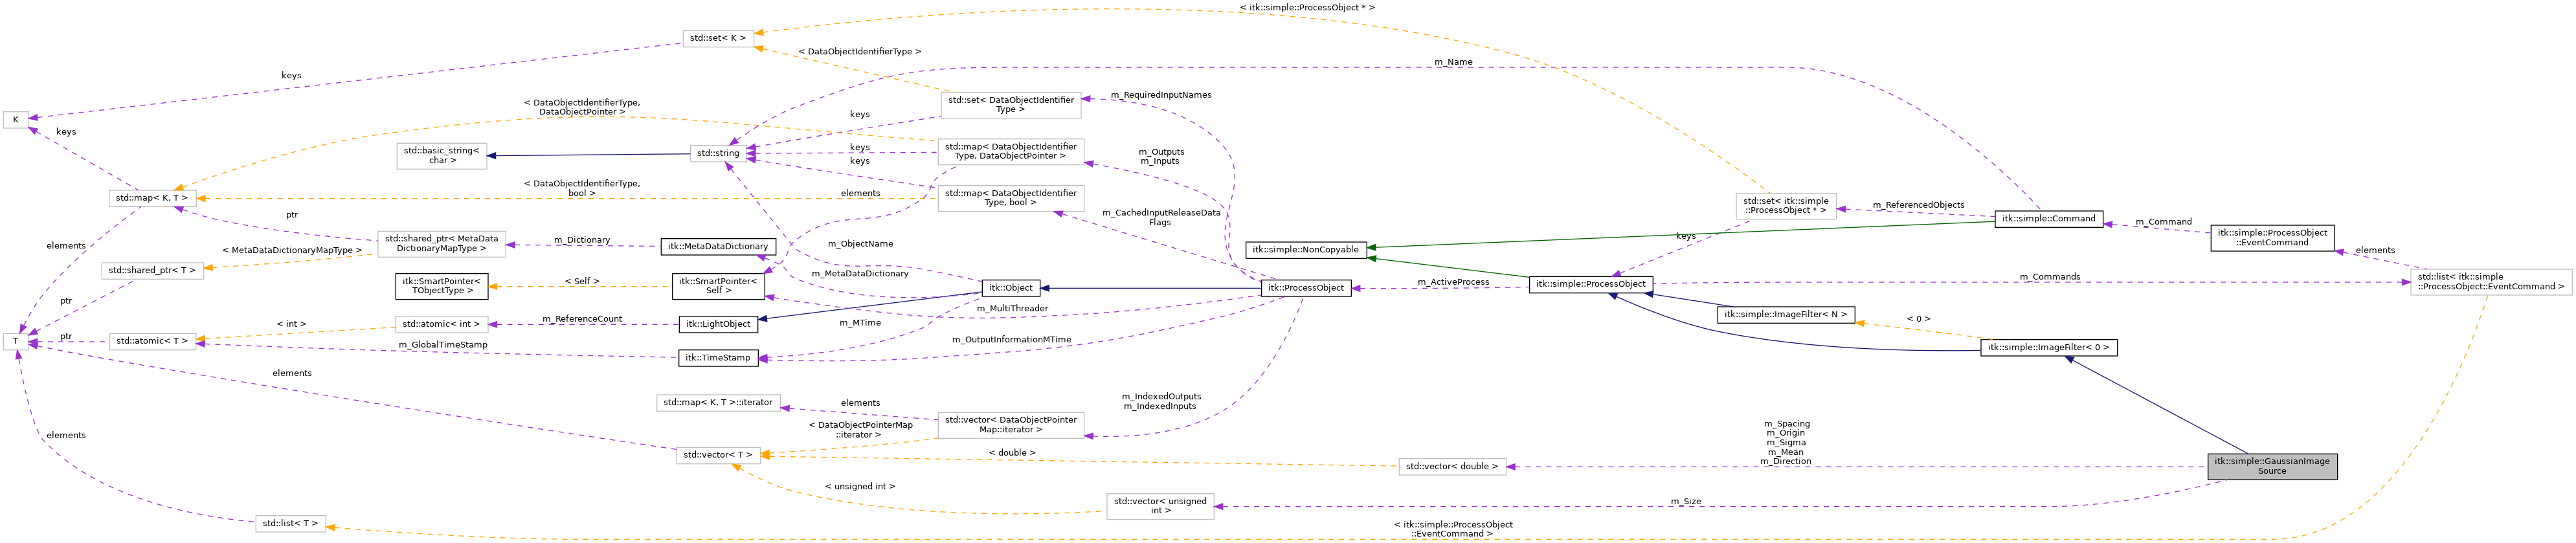 < itk::simple::ProcessObject * >
std::set< K >
< DataObjectIdentifierType >
m_Name
keys
m_RequiredInputNames
std::set< DataObjectIdentifier
Type >
< DataObjectIdentifierType,
DataObjectPointer >
K
keys
keys
std::basic_string<
char >
std::string
keys
keys
std::map< DataObjectIdentifier
Type, DataObjectPointer >
m_Outputs
m_Inputs
< DataObjectIdentifierType,
bool >
std::map< K, T >
elements
std::map< DataObjectIdentifier
Type, bool >
std::set< itk::simple
::ProcessObject * >
m_ReferencedObjects
itk::simple::Command
m_Command
itk::simple::ProcessObject
::EventCommand
ptr
m_CachedInputReleaseData
Flags
elements
std::shared_ptr< MetaData
DictionaryMapType >
m_Dictionary
itk::MetaDataDictionary
m_ObjectName
itk::simple::NonCopyable
keys
elements
< MetaDataDictionaryMapType >
std::shared_ptr< T >
itk::SmartPointer<
TObjectType >
< Self >
itk::SmartPointer<
Self >
m_MetaDataDictionary
itk::Object
itk::ProcessObject
m_ActiveProcess
itk::simple::ProcessObject
m_Commands
std::list< itk::simple
::ProcessObject::EventCommand >
ptr
m_MultiThreader
itk::simple::ImageFilter< N >
< 0 >
< int >
std::atomic< int >
m_ReferenceCount
itk::LightObject
m_MTime
T
ptr
std::atomic< T >
m_GlobalTimeStamp
itk::TimeStamp
m_OutputInformationMTime
itk::simple::ImageFilter< 0 >
elements
std::map< K, T >::iterator
elements
m_IndexedOutputs
m_IndexedInputs
std::vector< DataObjectPointer
Map::iterator >
< DataObjectPointerMap
::iterator >
elements
std::vector< T >
< double >
std::vector< double >
m_Spacing
m_Origin
m_Sigma
m_Mean
m_Direction
itk::simple::GaussianImage
Source
< unsigned int >
std::vector< unsigned
int >
m_Size
std::list< T >
< itk::simple::ProcessObject
::EventCommand >